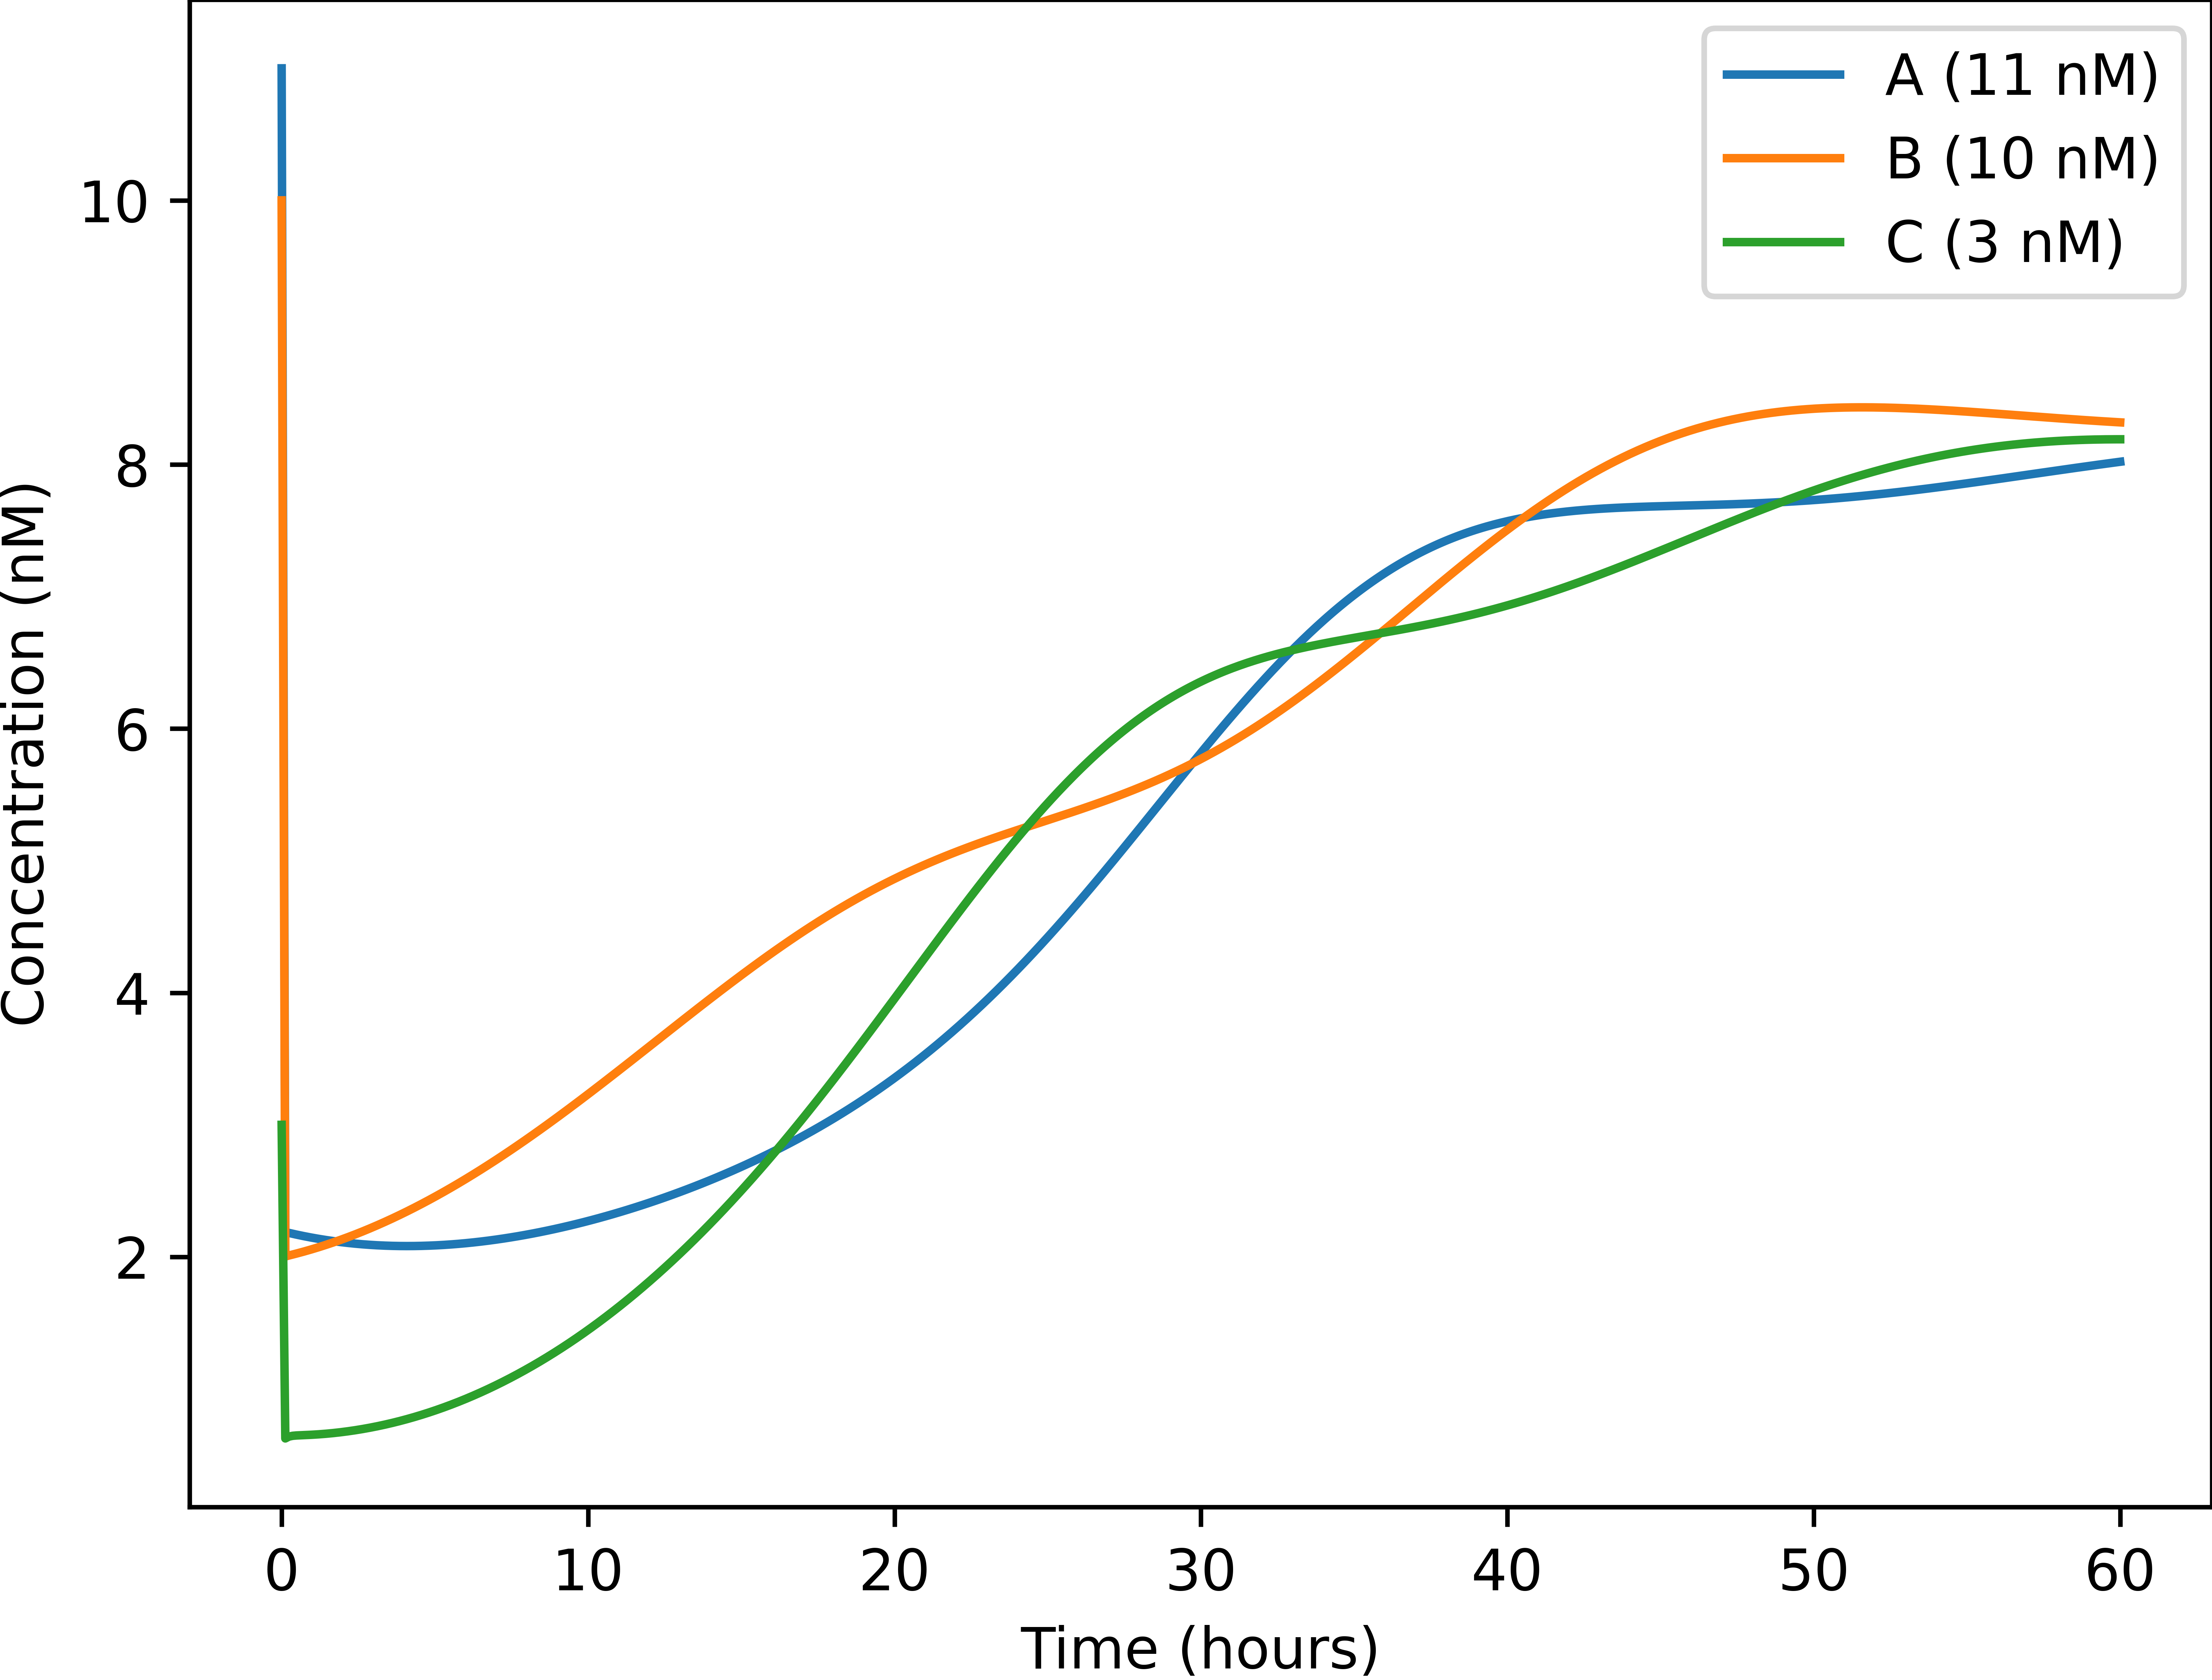 A (11 nM)
B (10 nM)
C (3 nM)
Concentration (nM)
10
8
6
4
2
0 10 20 30 40 50 60
Time (hours)